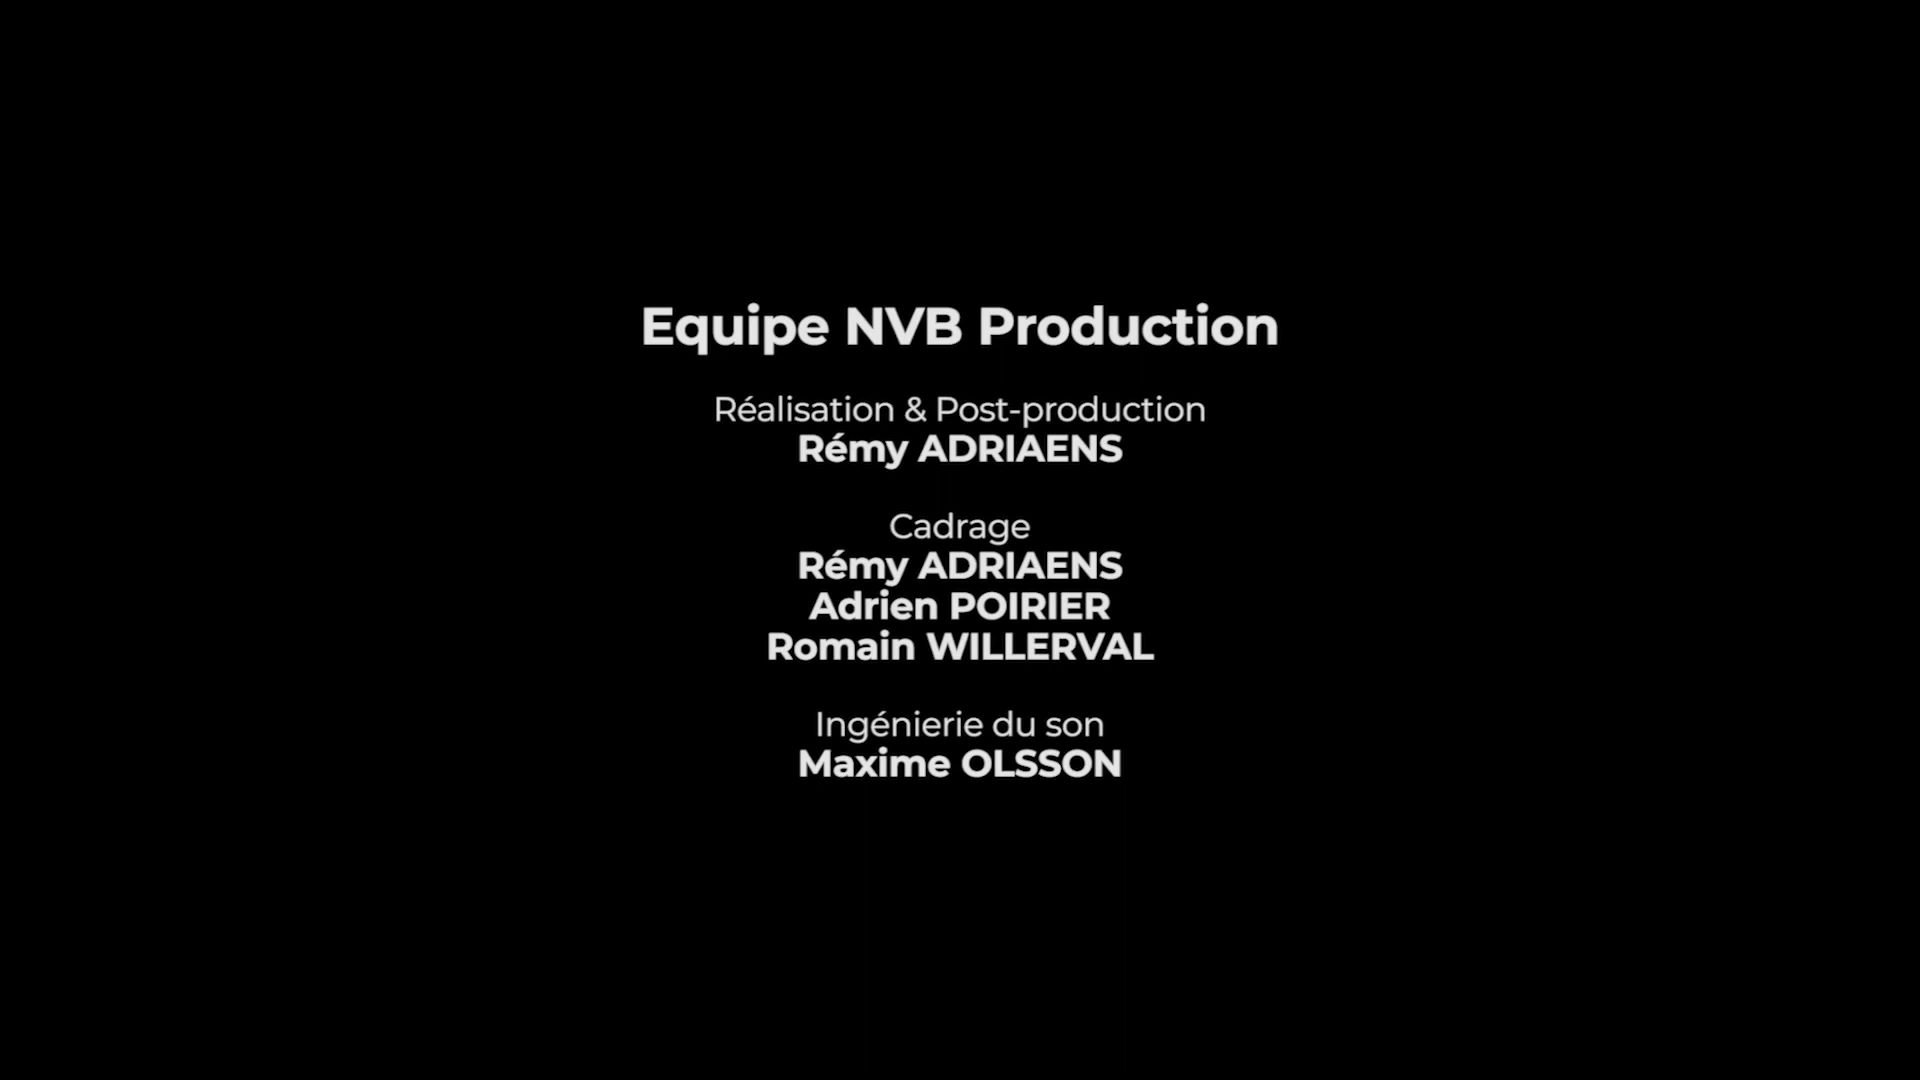 Equipe NVB Production
Réalisation & Post-production
Rémy ADRIAENS
Cadrage
Rémy ADRIAENS
Adrien POIRIER
Romain WILLERVAL
Ingénierie du son
Maxime OLSSON